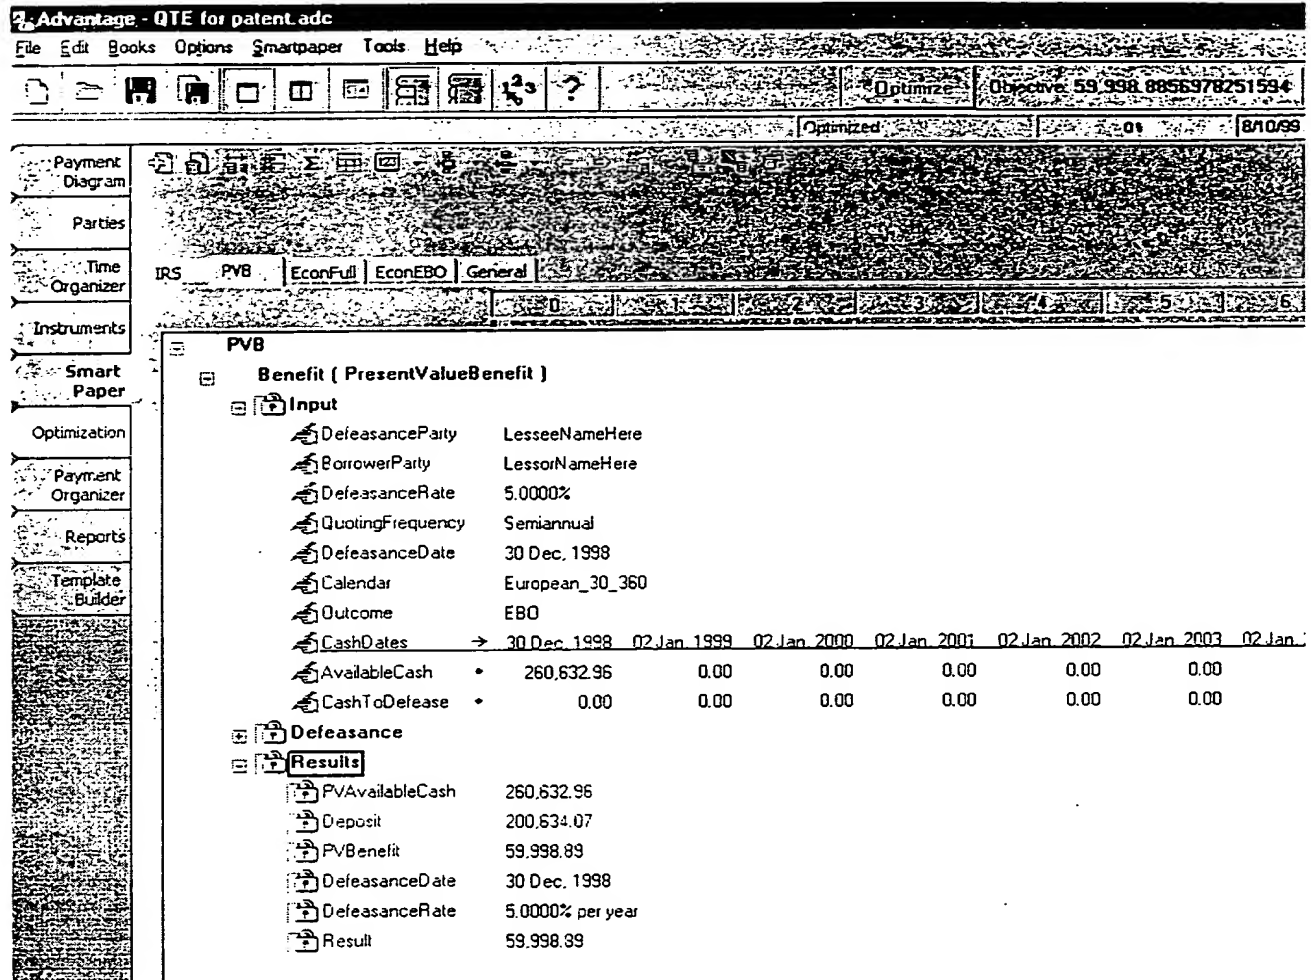 Advantage - QTE for patent.adc
File Edit Books Options Smartpaper Tools Help
Optimize Objective: 59,998.8856978251594
Optimized 0s 8/10/99
Payment Diagram
Parties
Time Organizer
Instruments
Smart Paper
Optimization
Payment Organizer
Reports
Template Builder
IRS PVB EconFull EconEBO General
0 1 2 3 4 5 6
PVB
Benefit ( PresentValueBenefit )
Input
DefeasanceParty LesseeNameHere
BorrowerParty LessorNameHere
DefeasanceRate 5.0000%
QuotingFrequency Semiannual
DefeasanceDate 30 Dec, 1998
Calendar European_30_360
Outcome EBO
CashDates → 30 Dec, 1998 02 Jan, 1999 02 Jan, 2000 02 Jan, 2001 02 Jan, 2002 02 Jan, 2003 02 Jan,
AvailableCash • 260,632.96 0.00 0.00 0.00 0.00 0.00
CashToDefease • 0.00 0.00 0.00 0.00 0.00 0.00
Defeasance
Results
PVAvailableCash 260,632.96
Deposit 200,634.07
PVBenefit 59,998.89
DefeasanceDate 30 Dec, 1998
DefeasanceRate 5.0000% per year
Result 59,998.89